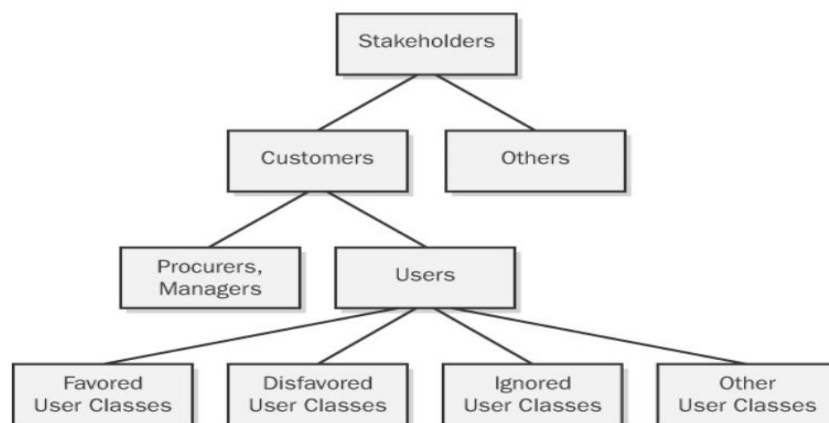 Stakeholders
Customers
Others
Procurers,
Managers
Users
Favored
User Classes
Disfavored
User Classes
Ignored
User Classes
Other
User Classes